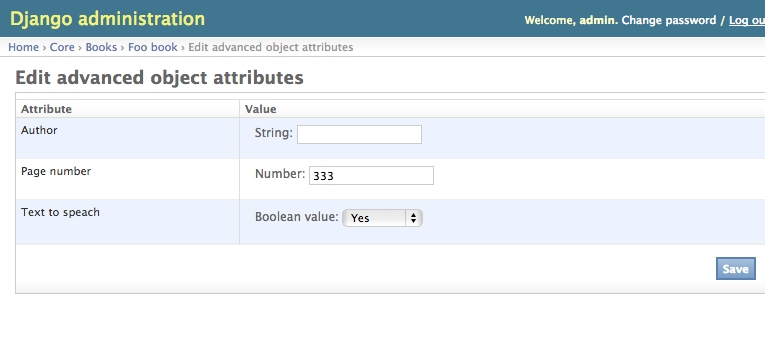 Django administration
Welcome, admin. Change password / Log ou
Home › Core › Books › Foo book › Edit advanced object attributes
Edit advanced object attributes
Attribute Value
Author String:
Page number Number: 333
Text to speach Boolean value: Yes
Save